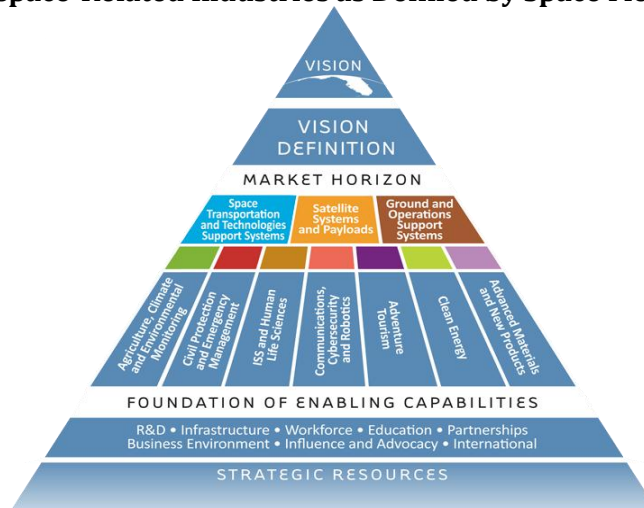 Space-Related Industries as Defined by Space
VISION
VISION
DEFINITION
MARKET HORIZON
Space
Transportation
and Technologies
Support Systems
Satellite
Systems
and Payloads
Ground and
Operations
Support
Systems
Agriculture, Climate
and Environmental
Monitoring
Civil Protection
and Emergency
Management
ISS and Human
Life Sciences
Communications,
Cybersecurity
and Robotics
Adventure
Tourism
Clean Energy
Advanced Materials
and New Products
FOUNDATION OF ENABLING CAPABILITIES
R&D • Infrastructure • Workforce • Education • Partnerships
Business Environment • Influence and Advocacy • International
STRATEGIC RESOURCES